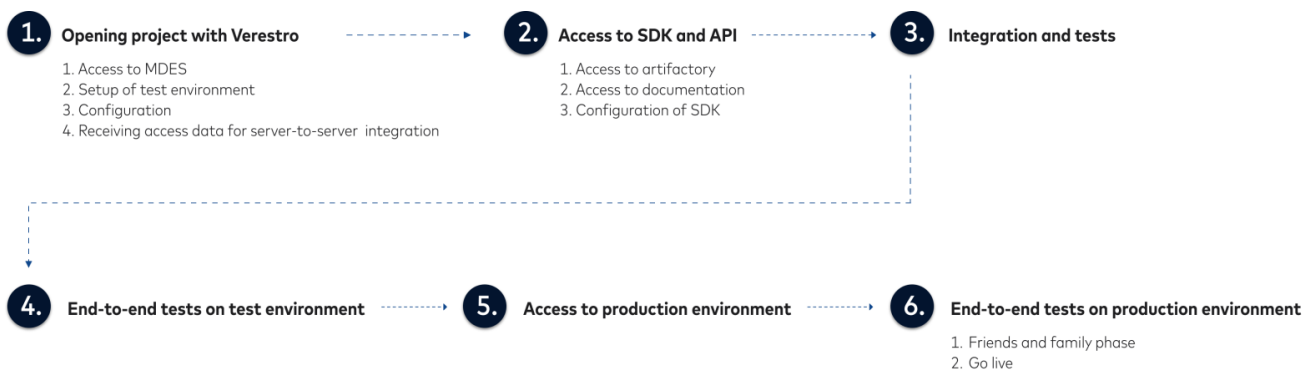 1. Opening project with Verestro
1. Access to MDES
2. Setup of test environment
3. Configuration
4. Receiving access data for server-to-server integration
2. Access to SDK and API
1. Access to artifactory
2. Access to documentation
3. Configuration of SDK
3. Integration and tests
4. End-to-end tests on test environment
5. Access to production environment
6. End-to-end tests on production environment
1. Friends and family phase
2. Go live